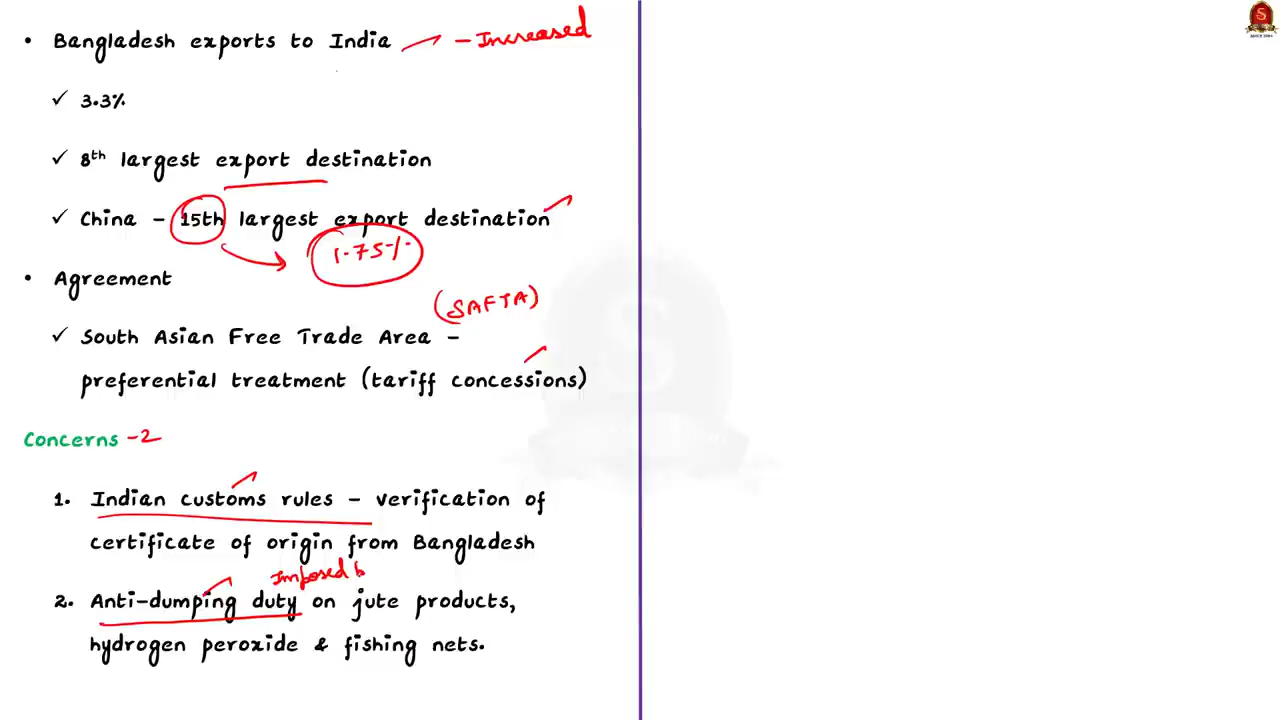 • Bangladesh exports to India - Increased
✓ 3.3%
✓ 8th largest export destination
✓ China - 15th largest export destination
1.75%
• Agreement
(SAFTA)
✓ South Asian Free Trade Area -
preferential treatment (tariff concessions)
Concerns -2
1. Indian customs rules - verification of
certificate of origin from Bangladesh
Imposed b
2. Anti-dumping duty on jute products,
hydrogen peroxide & fishing nets.
S
SINCE 1984